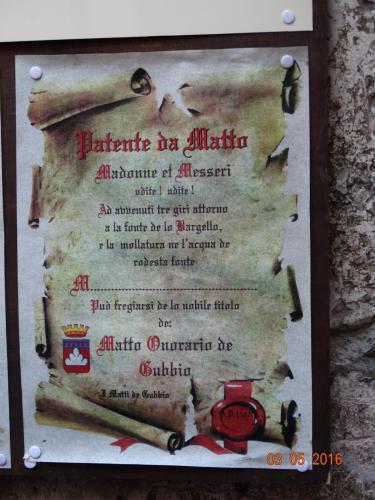 Patente da Matto
Madonne et Messeri
udite! udite!
Ad avvenuti tre giri attorno
a la fonte de lo Bargello,
e la mollatura ne l'acqua de
codesta fonte
M
Può fregiarsi de lo nobile titolo
de:
Matto Onorario de
Gubbio
I Matti de Gubbio
03 05 2016